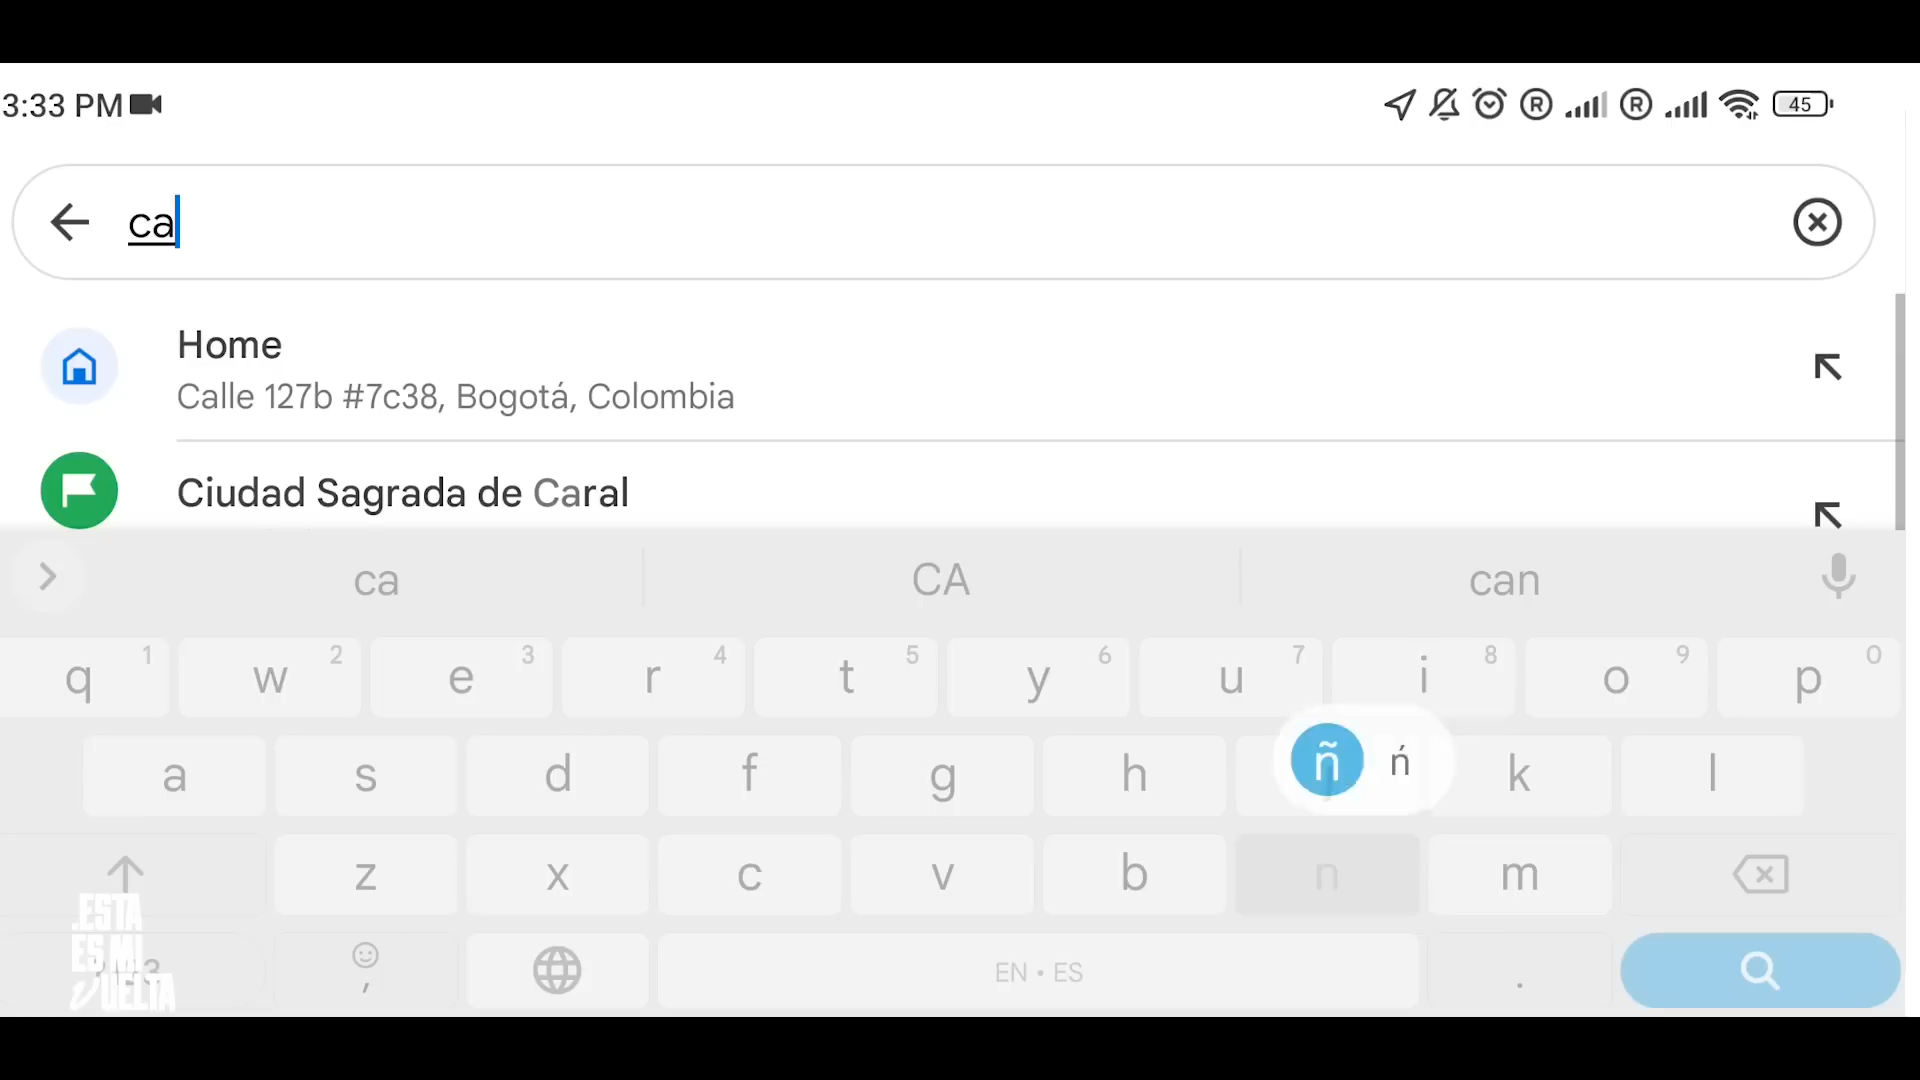 3:33 PM
R R 45
ca
Home
Calle 127b #7c38, Bogotá, Colombia
Ciudad Sagrada de Caral
ca CA can
q 1 w 2 e 3 r 4 t 5 y 6 u 7 i 8 o 9 p 0
a s d f g h ñ ń k l
z x c v b n m
, EN • ES .
.ESTA
ES MI
VUELTA